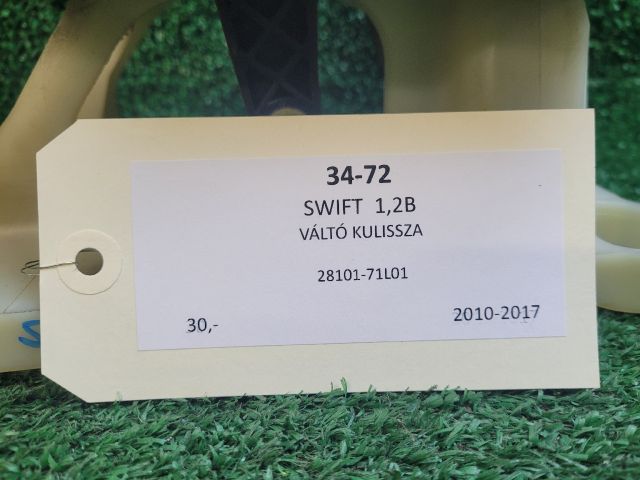 34-72
SWIFT 1,2B
VÁLTÓ KULISSZA
28101-71L01
30,- 2010-2017